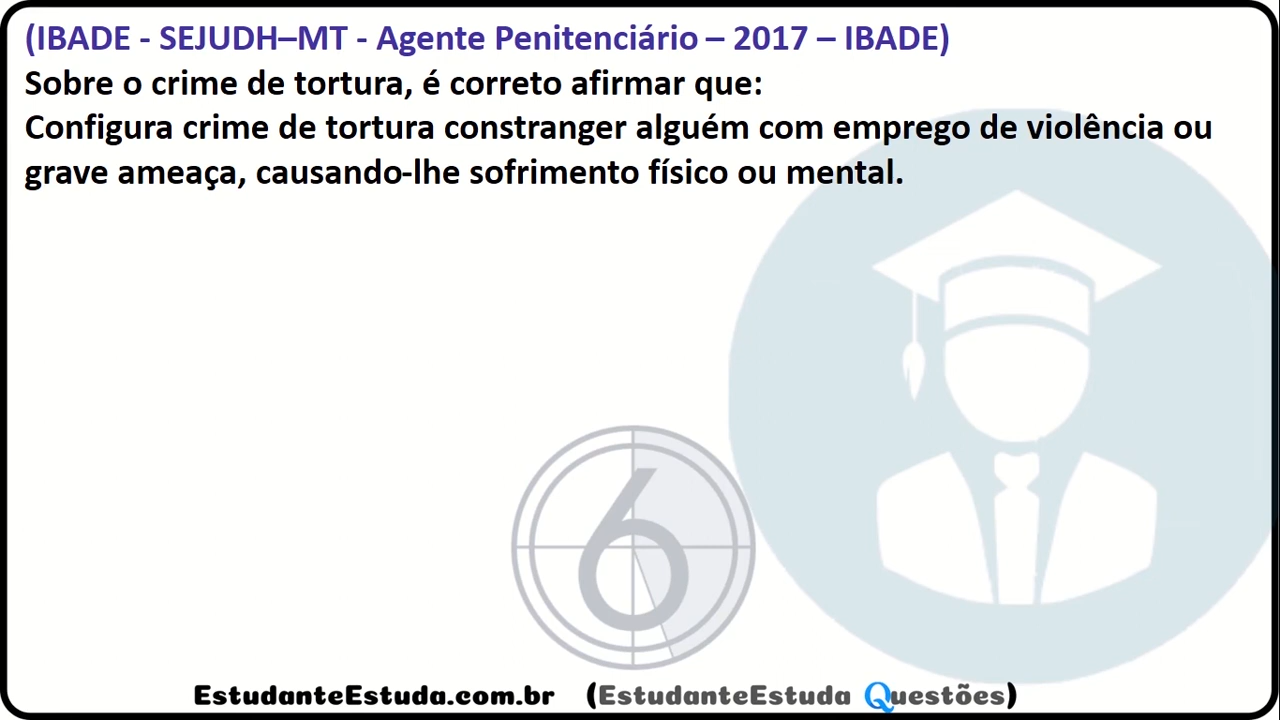 (IBADE - SEJUDH–MT - Agente Penitenciário – 2017 – IBADE)
Sobre o crime de tortura, é correto afirmar que:
Configura crime de tortura constranger alguém com emprego de violência ou
grave ameaça, causando-lhe sofrimento físico ou mental.
6
EstudanteEstuda.com.br (EstudanteEstuda Questões)